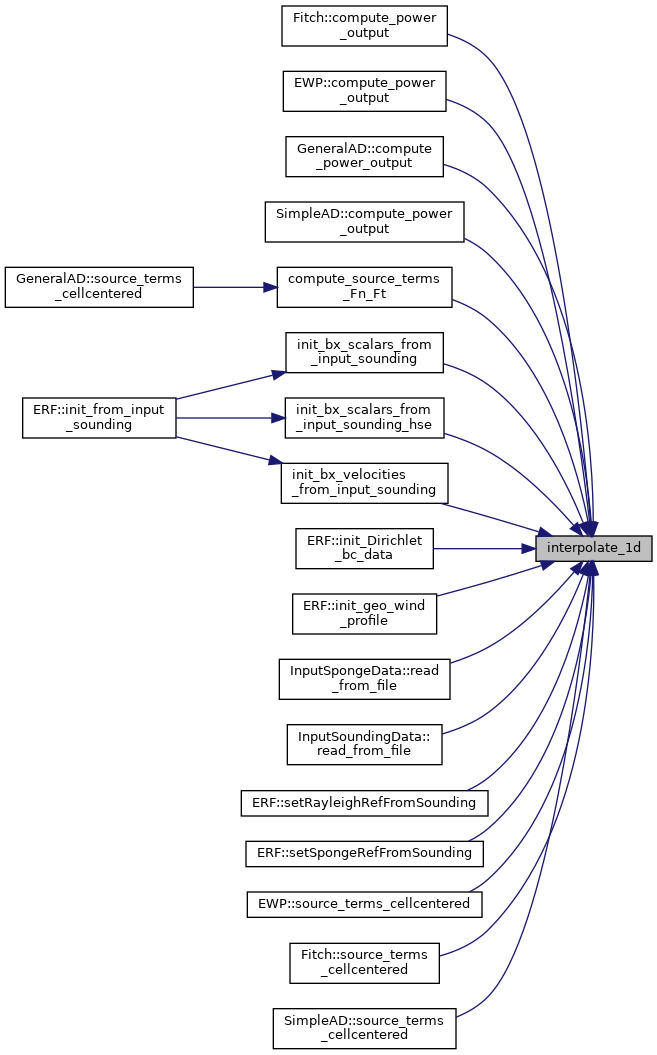 Fitch::compute_power
_output
EWP::compute_power
_output
GeneralAD::compute
_power_output
SimpleAD::compute_power
_output
GeneralAD::source_terms
_cellcentered
compute_source_terms
_Fn_Ft
init_bx_scalars_from
_input_sounding
ERF::init_from_input
_sounding
init_bx_scalars_from
_input_sounding_hse
init_bx_velocities
_from_input_sounding
ERF::init_Dirichlet
_bc_data
interpolate_1d
ERF::init_geo_wind
_profile
InputSpongeData::read
_from_file
InputSoundingData::
read_from_file
ERF::setRayleighRefFromSounding
ERF::setSpongeRefFromSounding
EWP::source_terms_cellcentered
Fitch::source_terms
_cellcentered
SimpleAD::source_terms
_cellcentered